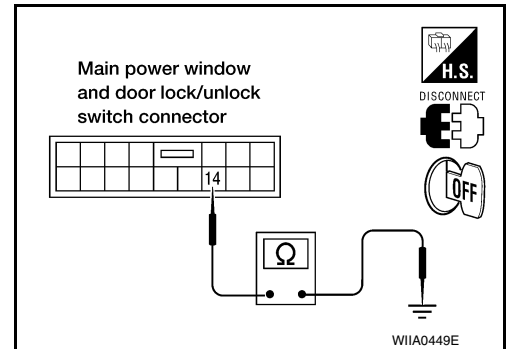 Main power window
and door lock/unlock
switch connector
H.S.
DISCONNECT
OFF
14
Ω
WIIA0449E